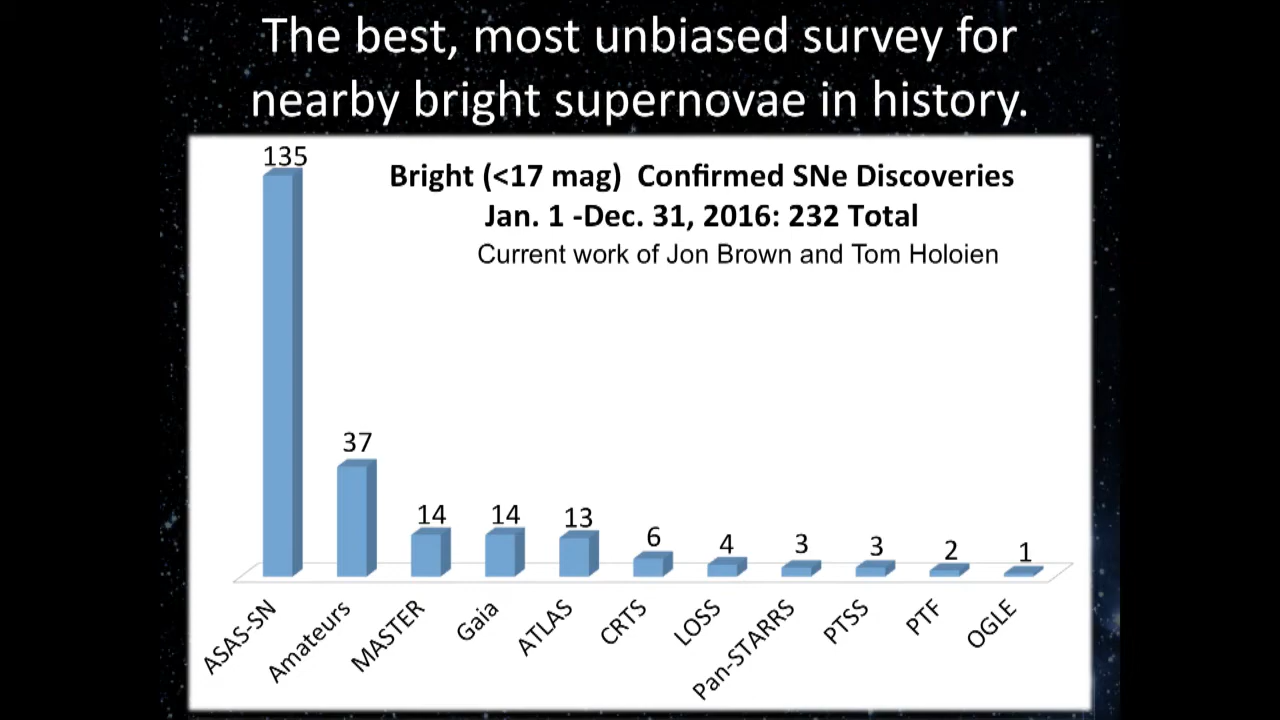 The best, most unbiased survey for
nearby bright supernovae in history.
135
Bright (<17 mag)  Confirmed SNe Discoveries
Jan. 1 -Dec. 31, 2016: 232 Total
Current work of Jon Brown and Tom Holoien
37
14
14
13
6
4
3
3
2
1
ASAS-SN
Amateurs
MASTER
Gaia
ATLAS
CRTS
LOSS
Pan-STARRS
PTSS
PTF
OGLE